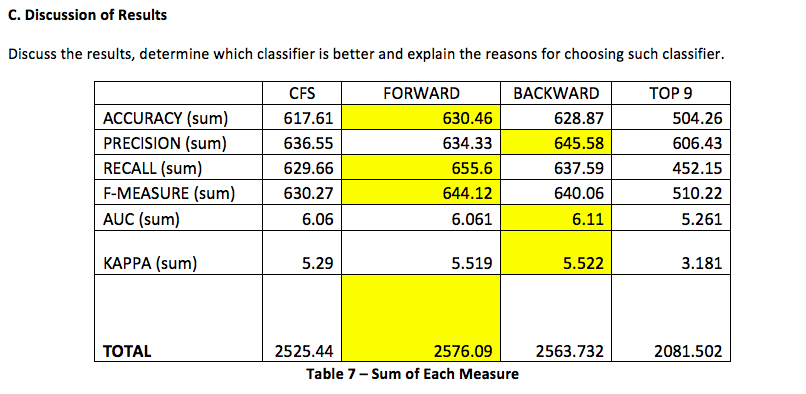 C. Discussion of Results
Discuss the results, determine which classifier is better and explain the reasons for choosing such classifier.
CFS FORWARD BACKWARD TOP 9
ACCURACY (sum) 617.61 630.46 628.87 504.26
PRECISION (sum) 636.55 634.33 645.58 606.43
RECALL (sum) 629.66 655.6 637.59 452.15
F-MEASURE (sum) 630.27 644.12 640.06 510.22
AUC (sum) 6.06 6.061 6.11 5.261
KAPPA (sum) 5.29 5.519 5.522 3.181
TOTAL 2525.44 2576.09 2563.732 2081.502
Table 7 – Sum of Each Measure